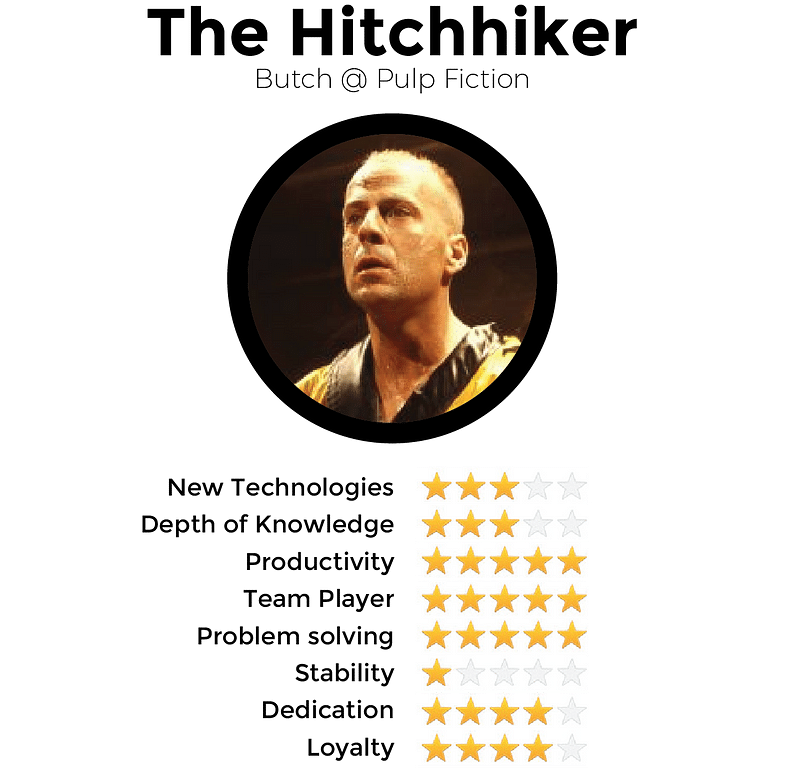 The Hitchhiker
Butch @ Pulp Fiction
New Technologies
Depth of Knowledge
Productivity
Team Player
Problem solving
Stability
Dedication
Loyalty